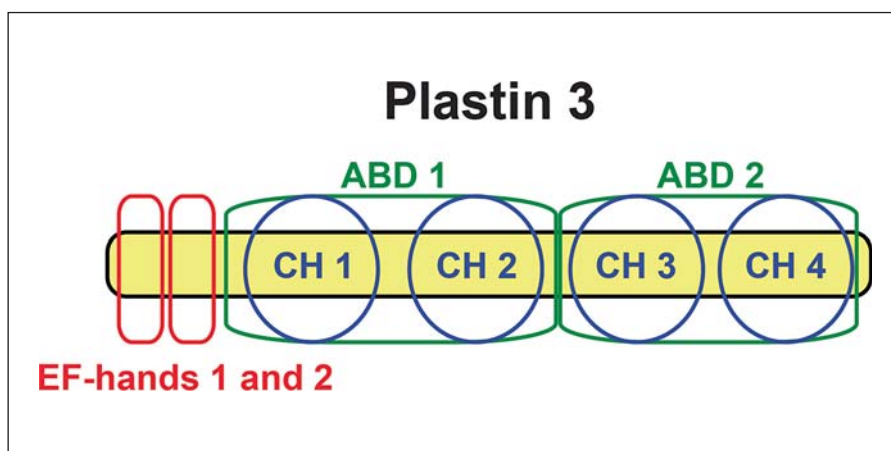 Plastin 3
ABD 1 ABD 2
CH 1 CH 2 CH 3 CH 4
EF-hands 1 and 2